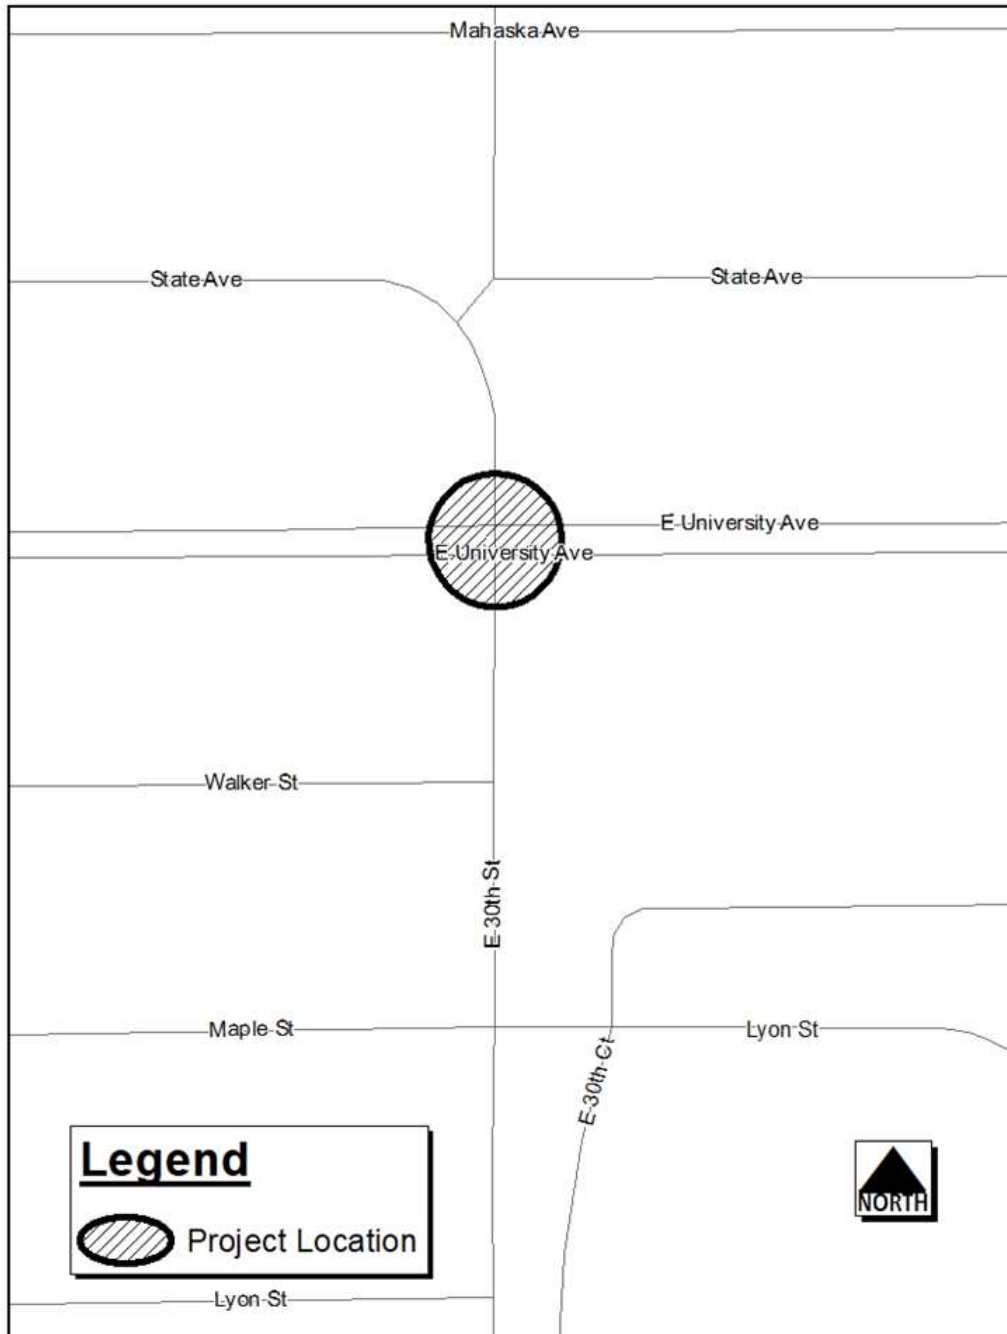 Mahaska Ave
State Ave
State Ave
E University Ave
E University Ave
Walker St
E 30th St
Maple St
Lyon St
E 30th Ct
Legend
Project Location
NORTH
Lyon St